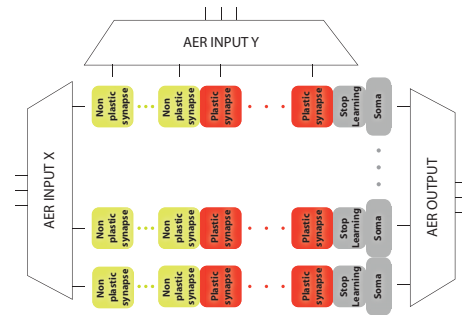 AER INPUT Y
AER INPUT X
Non
plastic
synapse
Non
plastic
synapse
Plastic
synapse
Plastic
synapse
Stop
Learning
Soma
AER OUTPUT
Non
plastic
synapse
Non
plastic
synapse
Plastic
synapse
Plastic
synapse
Stop
Learning
Soma
Non
plastic
synapse
Non
plastic
synapse
Plastic
synapse
Plastic
synapse
Stop
Learning
Soma